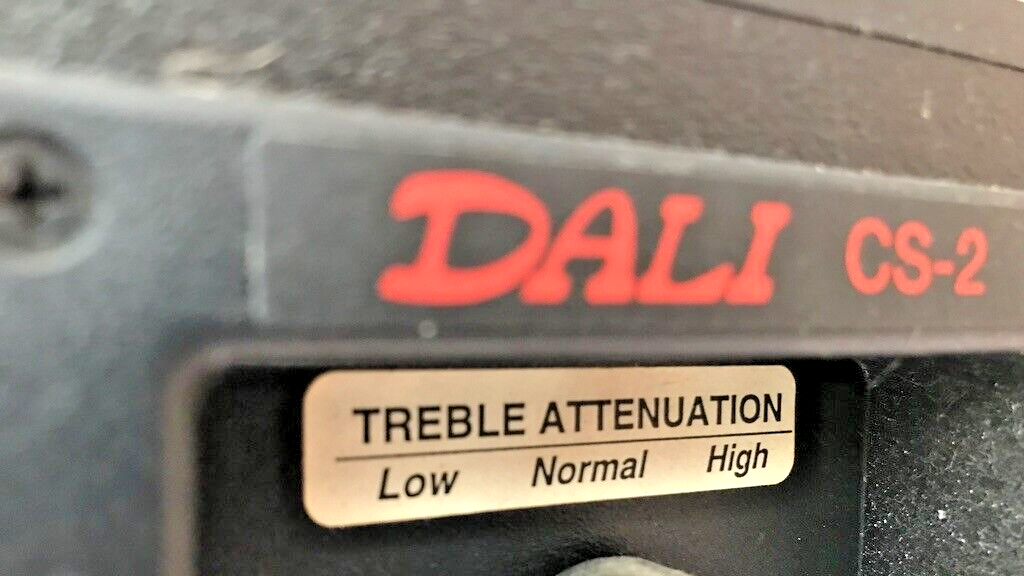 DALI CS-2
TREBLE ATTENUATION
Low Normal High